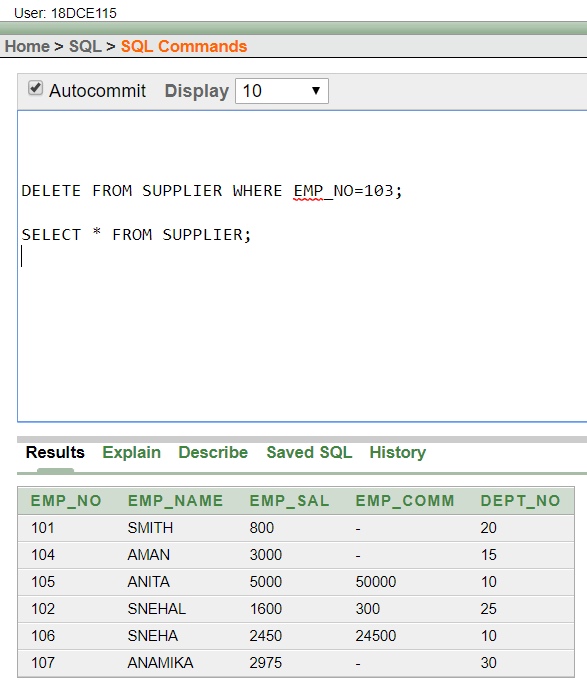 User: 18DCE115
Home > SQL > SQL Commands
Autocommit Display 10
DELETE FROM SUPPLIER WHERE EMP_NO=103;
SELECT * FROM SUPPLIER;
Results Explain Describe Saved SQL History
EMP_NO EMP_NAME EMP_SAL EMP_COMM DEPT_NO
101 SMITH 800 - 20
104 AMAN 3000 - 15
105 ANITA 5000 50000 10
102 SNEHAL 1600 300 25
106 SNEHA 2450 24500 10
107 ANAMIKA 2975 - 30